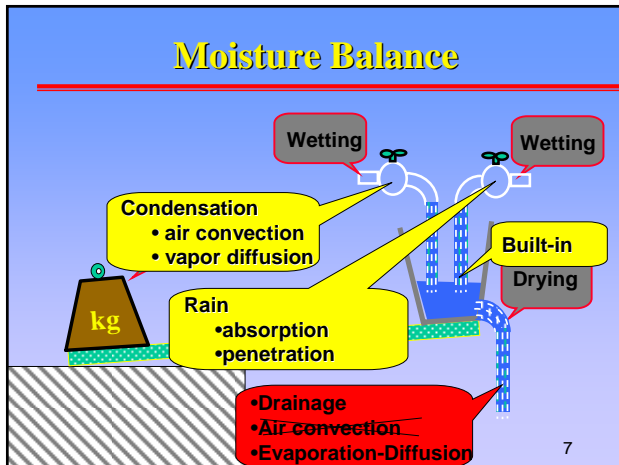 Moisture Balance
Wetting
Wetting
Condensation
• air convection
• vapor diffusion
Built-in
Drying
kg
Rain
•absorption
•penetration
•Drainage
•Air convection
•Evaporation-Diffusion
7